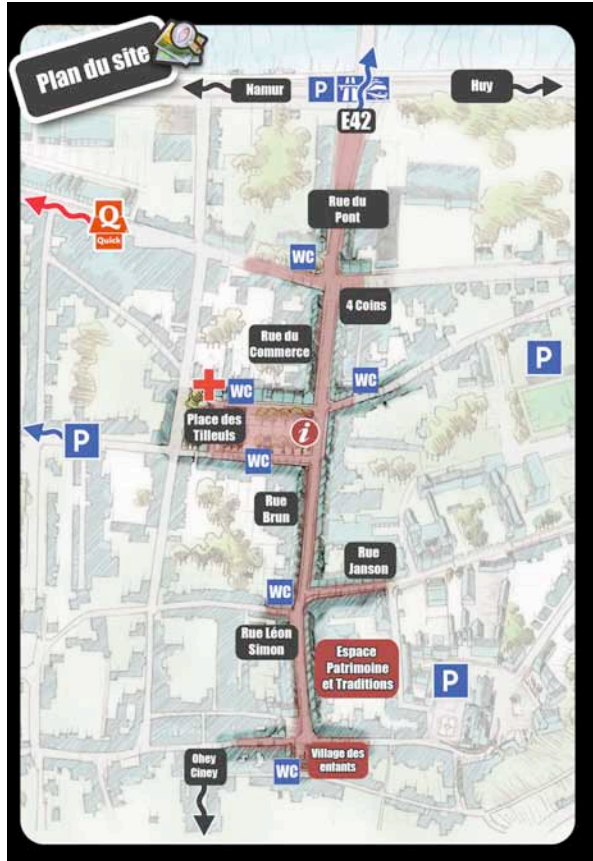 Plan du site
Namur
P
Huy
E42
Rue du
Pont
Q
Quick
WC
4 Coins
Rue du
Commerce
P
WC
WC
Place des
Tilleuls
i
P
WC
Rue
Brun
Rue
Janson
WC
Rue Léon
Simon
Espace
Patrimoine
et Traditions
P
Ohey
Ciney
Village des
enfants
WC